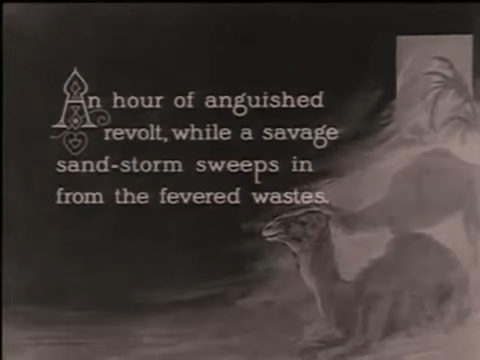 An hour of anguished
revolt, while a savage
sand-storm sweeps in
from the fevered wastes.